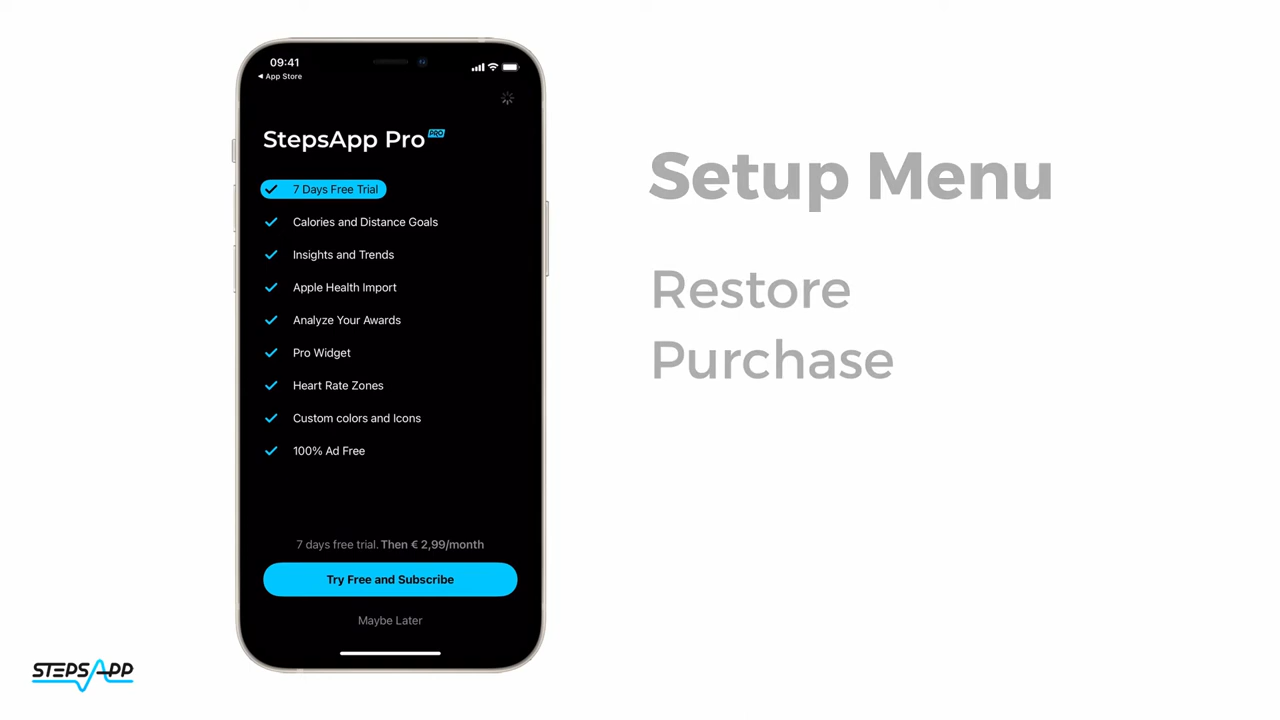 09:41
App Store
StepsApp Pro PRO
7 Days Free Trial
Calories and Distance Goals
Insights and Trends
Apple Health Import
Analyze Your Awards
Pro Widget
Heart Rate Zones
Custom colors and Icons
100% Ad Free
7 days free trial. Then € 2,99/month
Try Free and Subscribe
Maybe Later
Setup Menu
Restore
Purchase
STEPSAPP